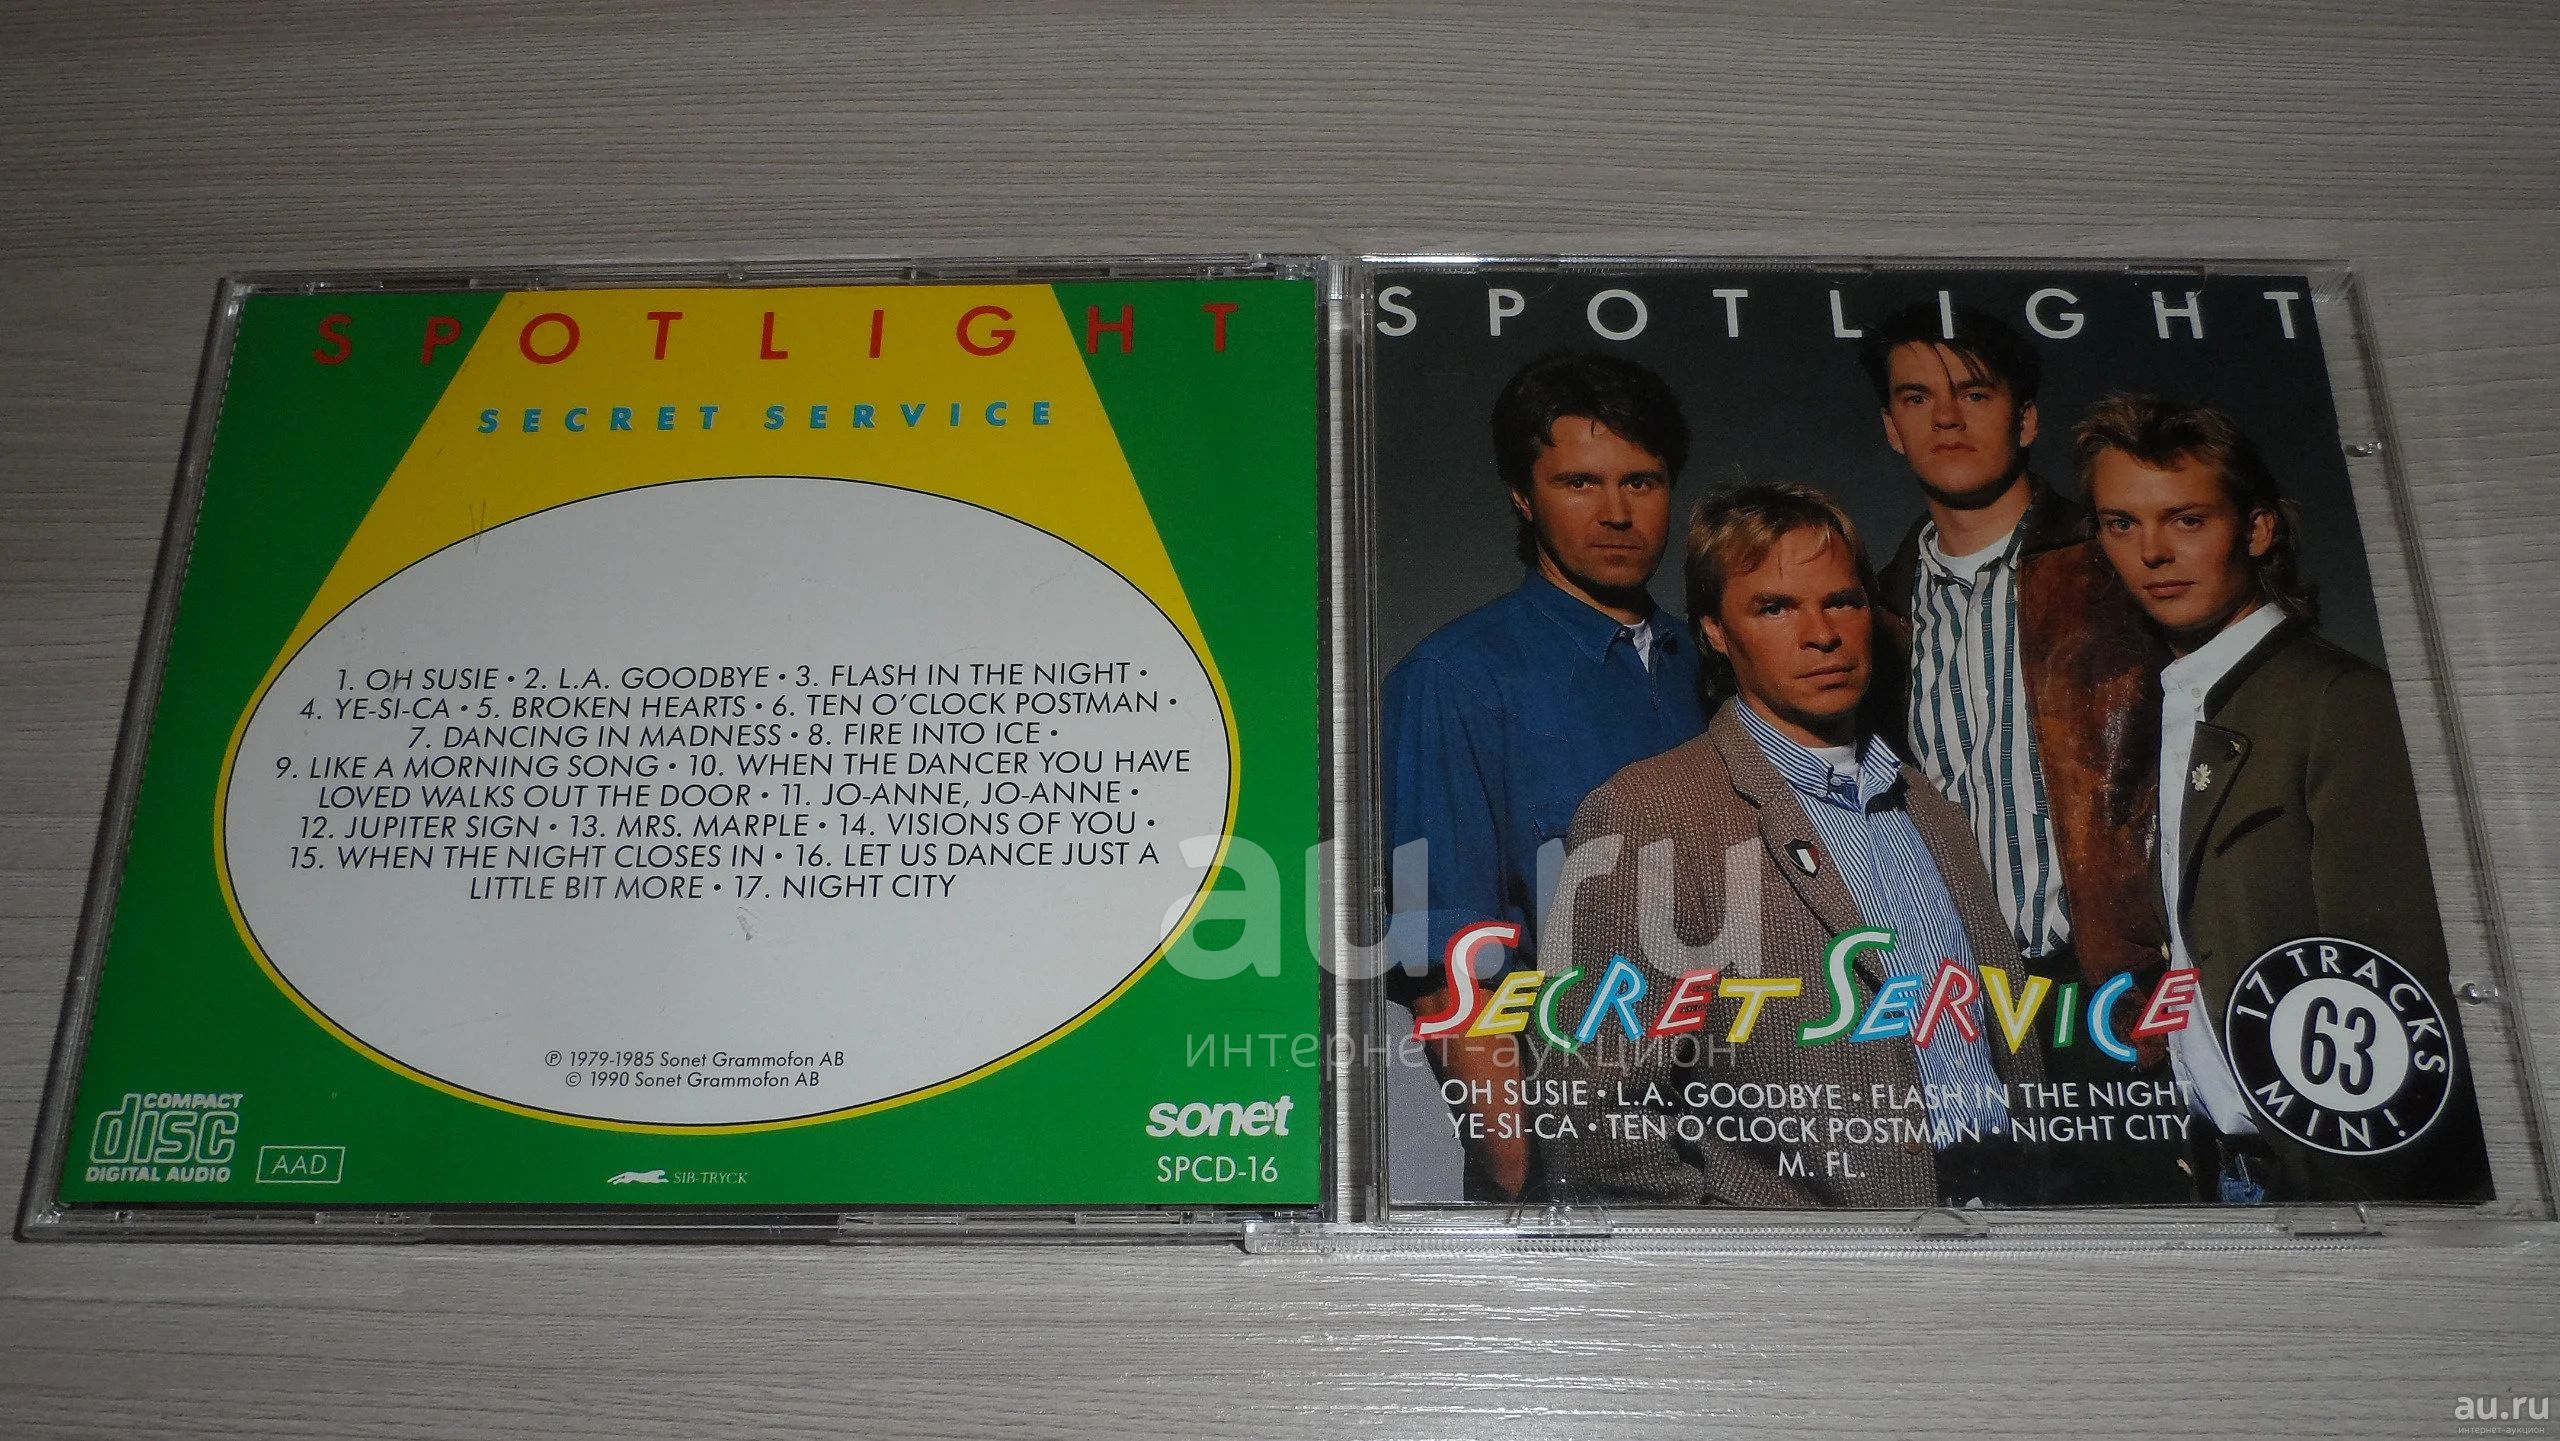 SPOTLIGHT
SECRET SERVICE
1. OH SUSIE • 2. L.A. GOODBYE • 3. FLASH IN THE NIGHT •
4. YE-SI-CA • 5. BROKEN HEARTS • 6. TEN O'CLOCK POSTMAN •
7. DANCING IN MADNESS • 8. FIRE INTO ICE •
9. LIKE A MORNING SONG • 10. WHEN THE DANCER YOU HAVE
LOVED WALKS OUT THE DOOR • 11. JO-ANNE, JO-ANNE •
12. JUPITER SIGN • 13. MRS. MARPLE • 14. VISIONS OF YOU •
15. WHEN THE NIGHT CLOSES IN • 16. LET US DANCE JUST A
LITTLE BIT MORE • 17. NIGHT CITY
℗ 1979-1985 Sonet Grammofon AB
© 1990 Sonet Grammofon AB
COMPACT
disc
DIGITAL AUDIO
AAD
SIB-TRYCK
sonet
SPCD-16
SPOTLIGHT
SECRET SERVICE
17 TRACKS
63
MIN!
OH SUSIE • L.A. GOODBYE • FLASH IN THE NIGHT
YE-SI-CA • TEN O'CLOCK POSTMAN • NIGHT CITY
M. FL.
au.ru
интернет-аукцион
au.ru
интернет-аукцион